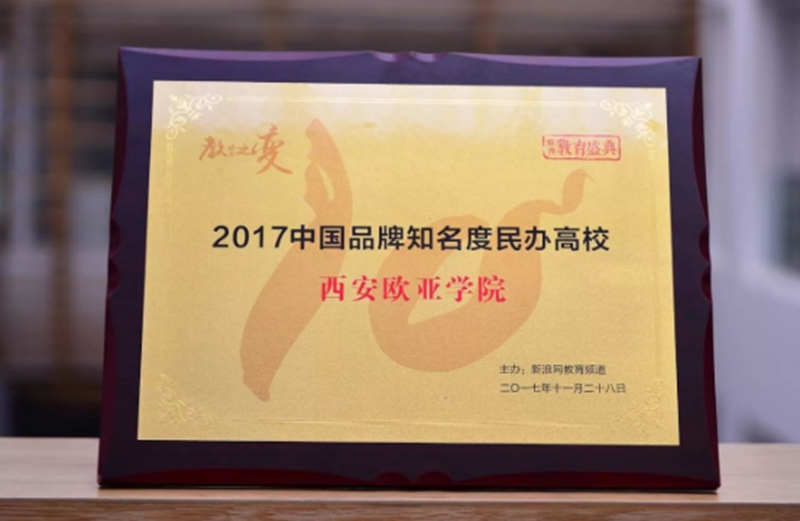 教育之变
新浪 教育盛典
2017中国品牌知名度民办高校
西安欧亚学院
主办：新浪网教育频道
二〇一七年十一月二十八日